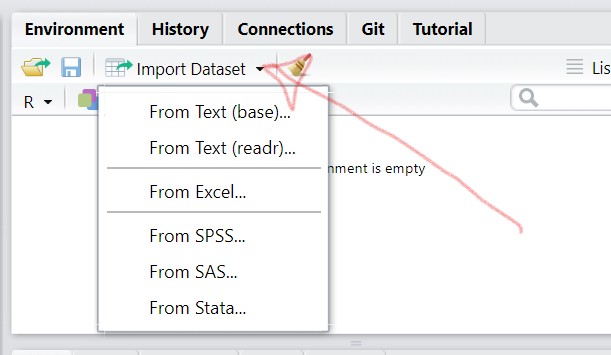 Environment History Connections Git Tutorial
Import Dataset Lis
R
From Text (base)...
From Text (readr)...
nment is empty
From Excel...
From SPSS...
From SAS...
From Stata...